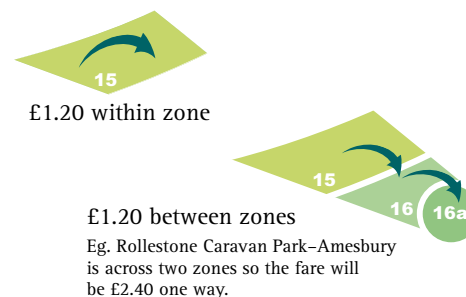 15
£1.20 within zone
15
16
16a
£1.20 between zones
Eg. Rollestone Caravan Park–Amesbury
is across two zones so the fare will
be £2.40 one way.